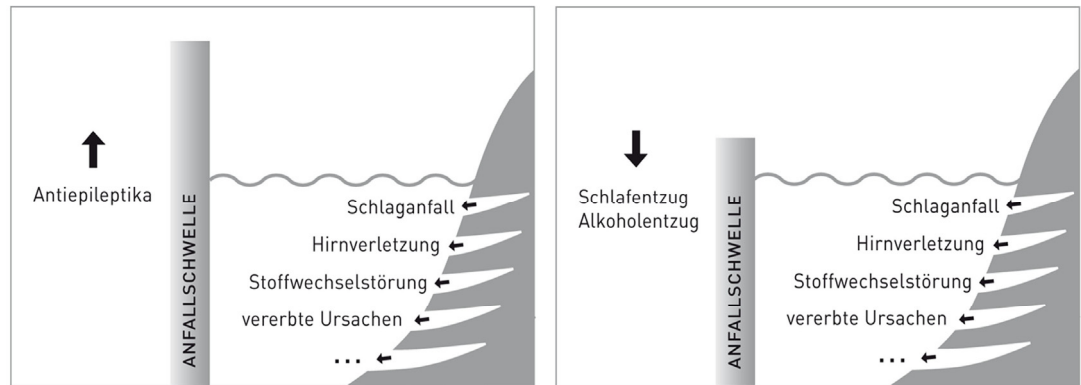 Antiepileptika
ANFALLSCHWELLE
Schlaganfall
Hirnverletzung
Stoffwechselstörung
vererbte Ursachen
...
Schlafentzug
Alkoholentzug
ANFALLSCHWELLE
Schlaganfall
Hirnverletzung
Stoffwechselstörung
vererbte Ursachen
...